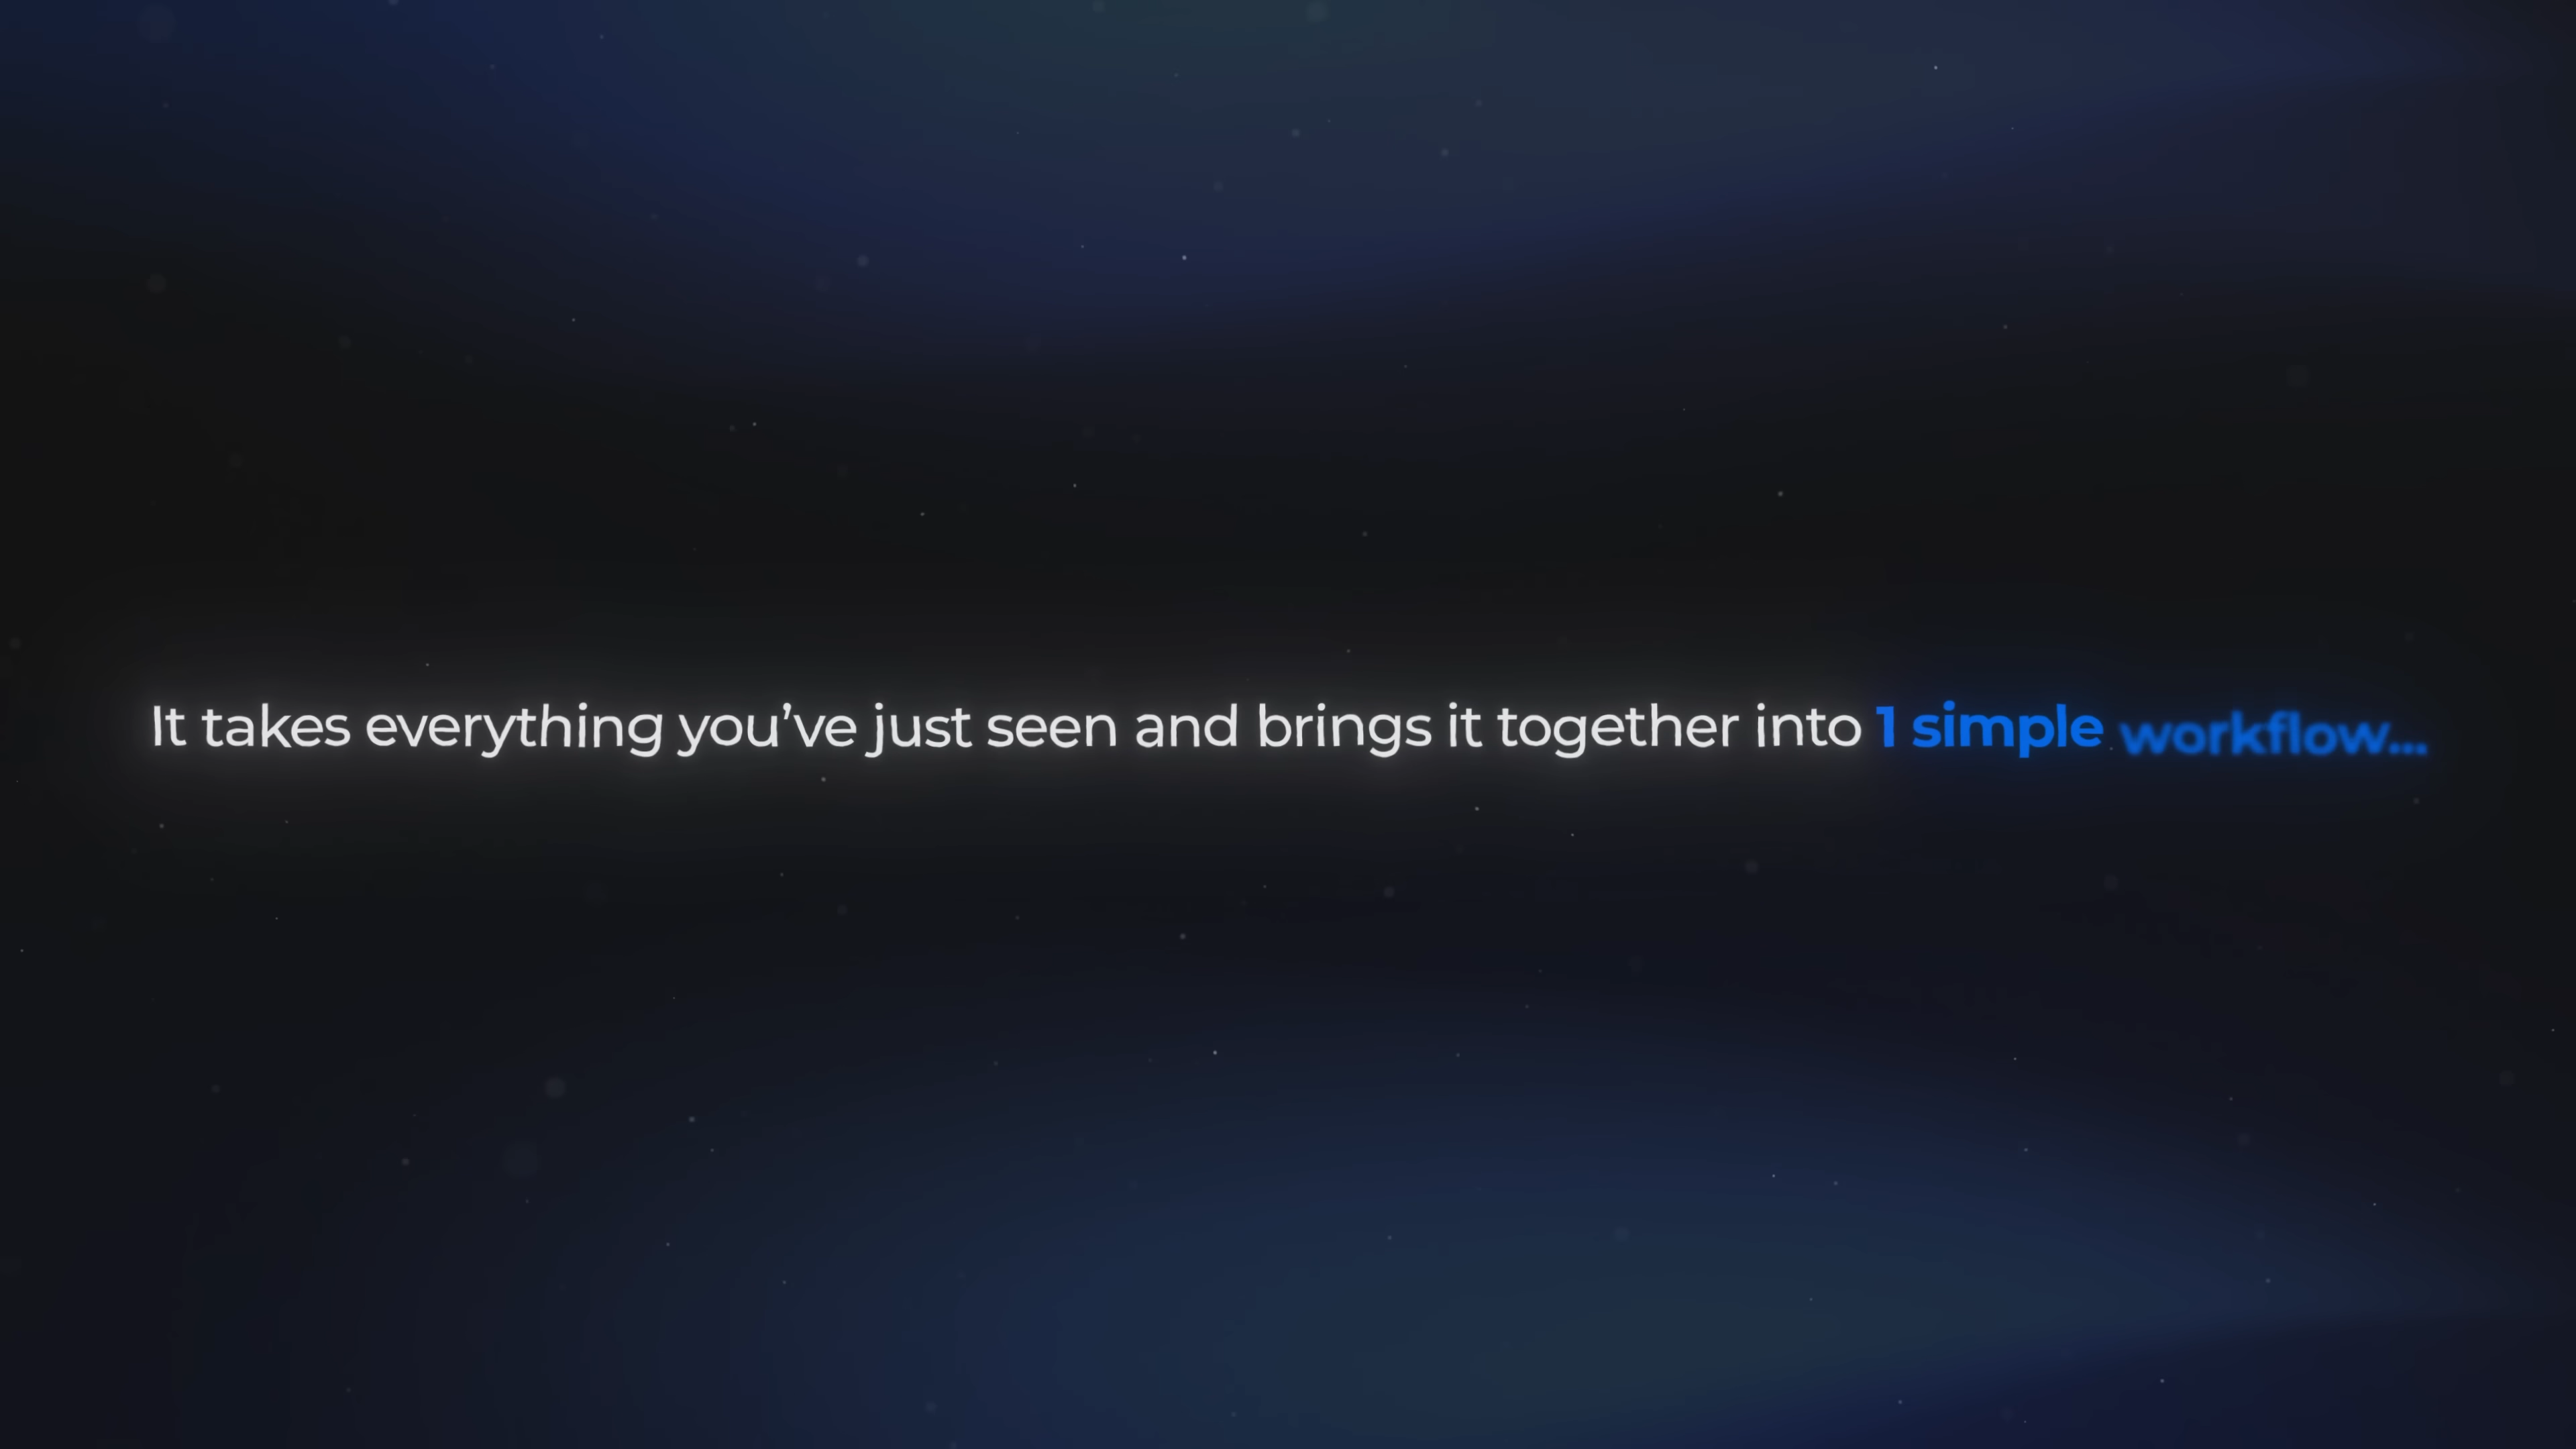 It takes everything you’ve just seen and brings it together into 1 simple workflow...